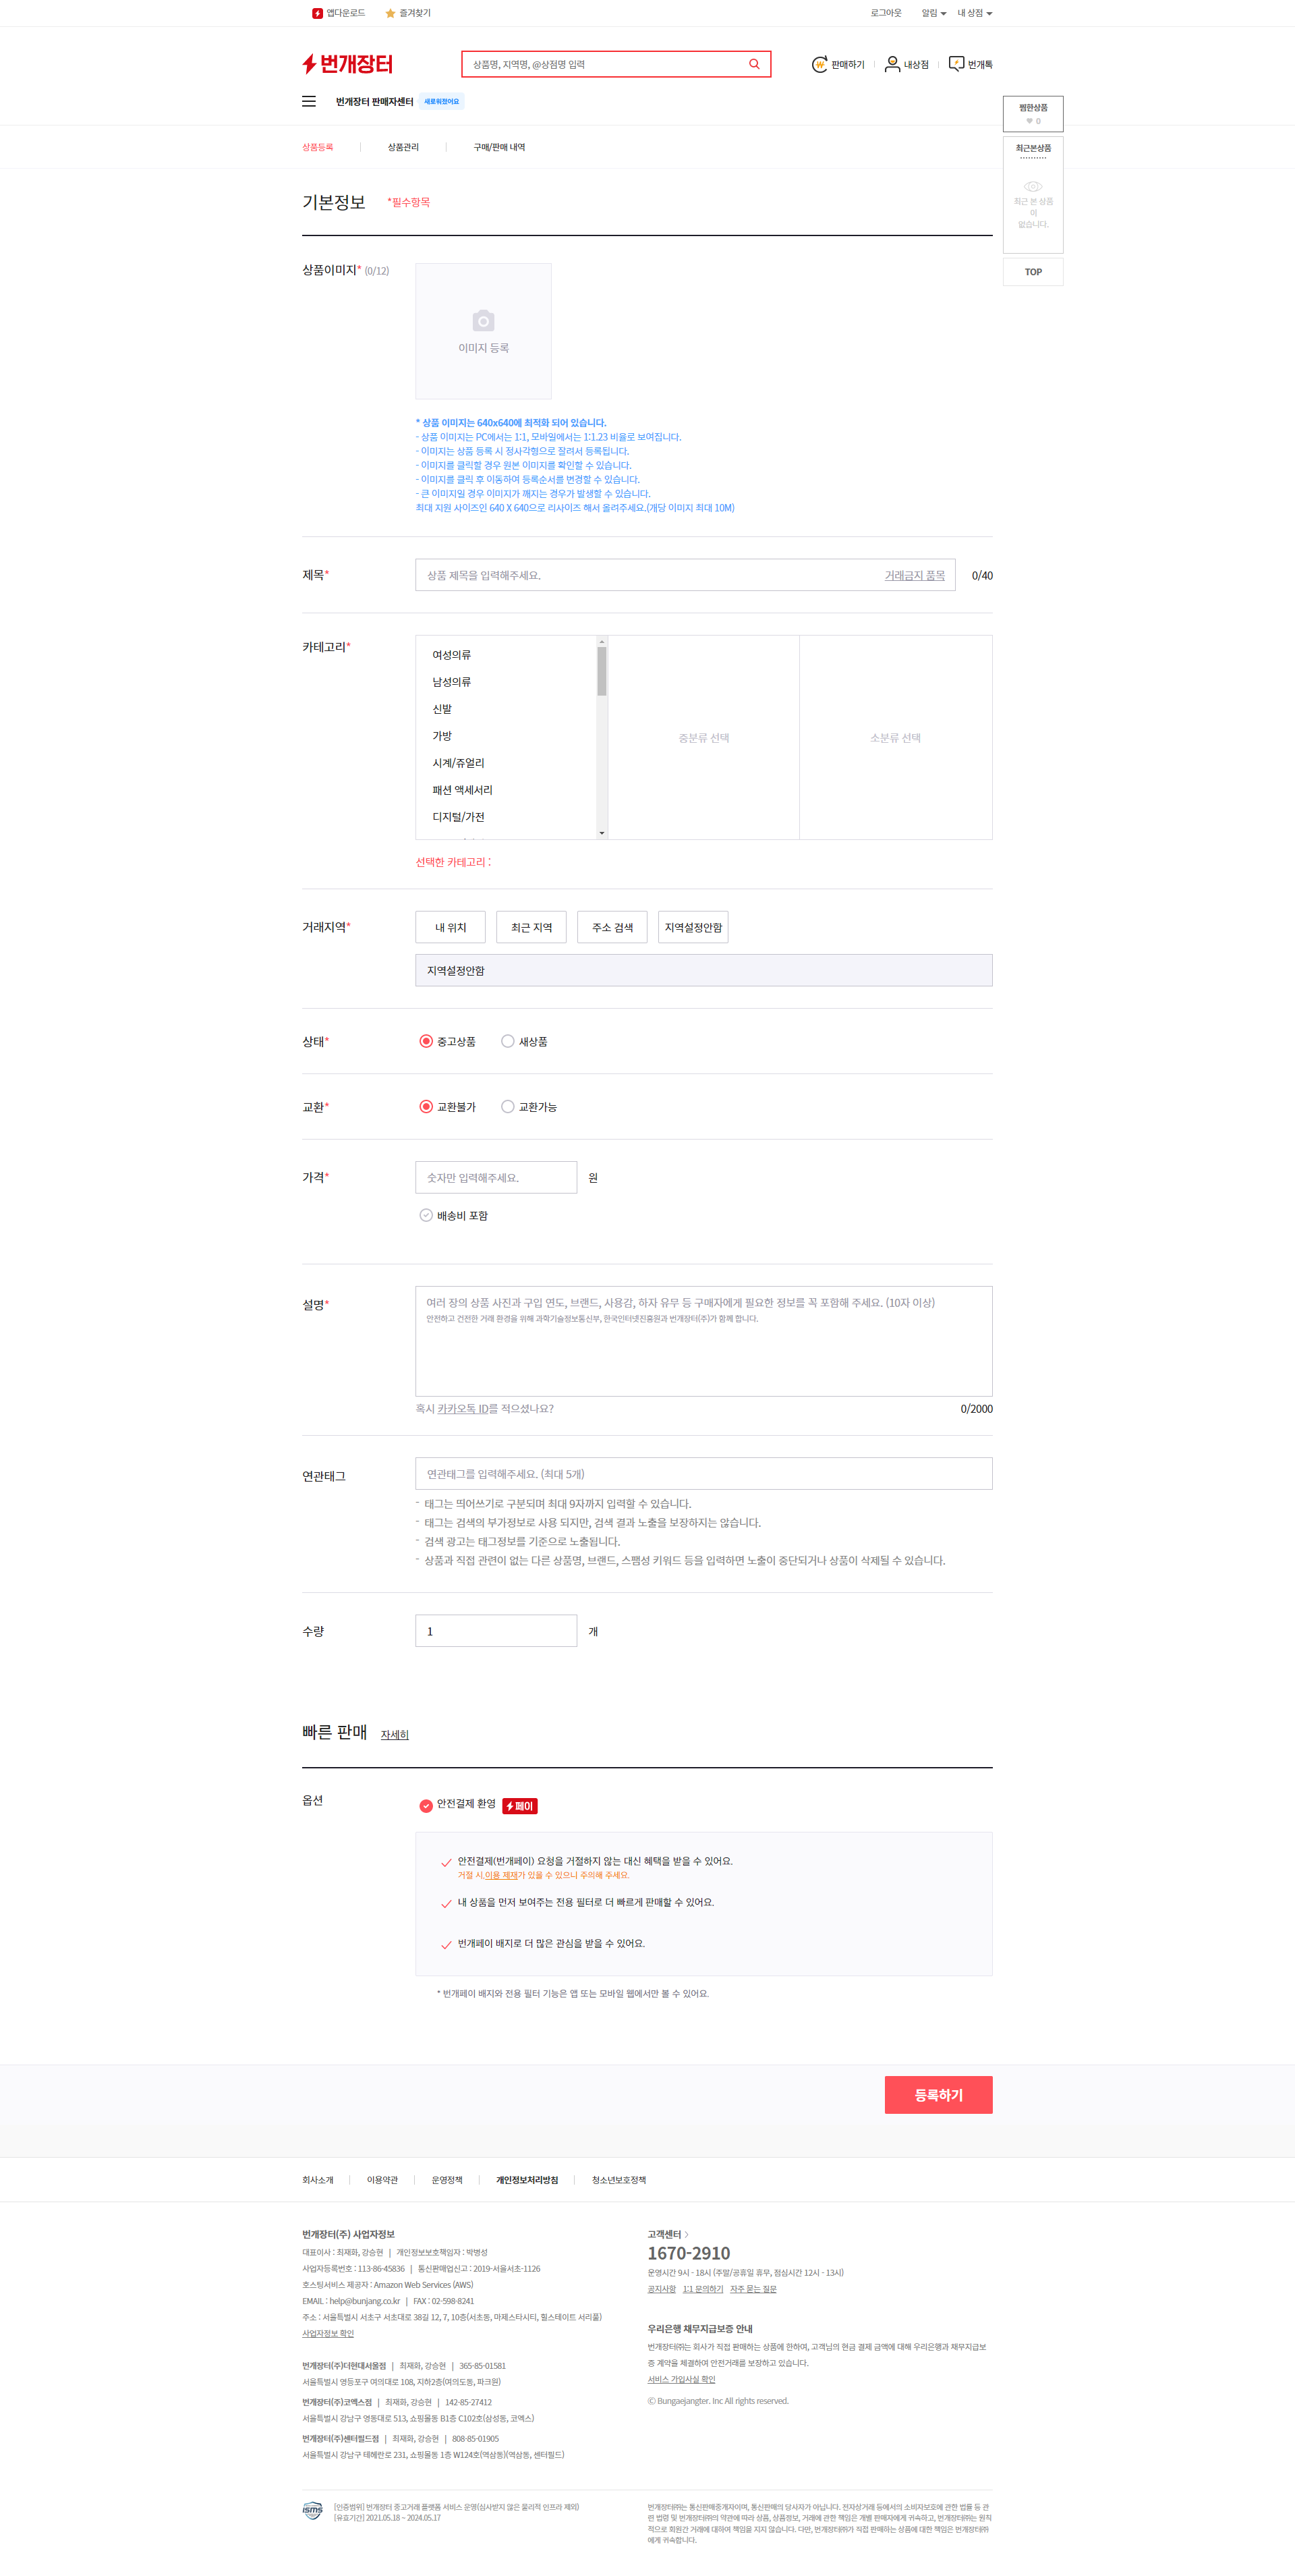 앱다운로드 즐겨찾기 로그아웃 알림 내 상점
번개장터 상품명, 지역명, @상점명 입력 판매하기 내상점 번개톡
번개장터 판매자센터 새로워졌어요
찜한상품
0
최근본상품
최근 본 상품
이
없습니다.
TOP
상품등록 상품관리 구매/판매 내역
기본정보 *필수항목
상품이미지* (0/12)
이미지 등록
* 상품 이미지는 640x640에 최적화 되어 있습니다.
- 상품 이미지는 PC에서는 1:1, 모바일에서는 1:1.23 비율로 보여집니다.
- 이미지는 상품 등록 시 정사각형으로 잘려서 등록됩니다.
- 이미지를 클릭할 경우 원본 이미지를 확인할 수 있습니다.
- 이미지를 클릭 후 이동하여 등록순서를 변경할 수 있습니다.
- 큰 이미지일 경우 이미지가 깨지는 경우가 발생할 수 있습니다.
최대 지원 사이즈인 640 X 640으로 리사이즈 해서 올려주세요.(개당 이미지 최대 10M)
제목* 상품 제목을 입력해주세요. 거래금지 품목 0/40
카테고리*
여성의류
남성의류
신발
가방
시계/쥬얼리
패션 액세서리
디지털/가전
중분류 선택
소분류 선택
선택한 카테고리 :
거래지역* 내 위치 최근 지역 주소 검색 지역설정안함
지역설정안함
상태* 중고상품 새상품
교환* 교환불가 교환가능
가격* 숫자만 입력해주세요. 원
배송비 포함
설명* 여러 장의 상품 사진과 구입 연도, 브랜드, 사용감, 하자 유무 등 구매자에게 필요한 정보를 꼭 포함해 주세요. (10자 이상)
안전하고 건전한 거래 환경을 위해 과학기술정보통신부, 한국인터넷진흥원과 번개장터(주)가 함께 합니다.
혹시 카카오톡 ID를 적으셨나요? 0/2000
연관태그 연관태그를 입력해주세요. (최대 5개)
- 태그는 띄어쓰기로 구분되며 최대 9자까지 입력할 수 있습니다.
- 태그는 검색의 부가정보로 사용 되지만, 검색 결과 노출을 보장하지는 않습니다.
- 검색 광고는 태그정보를 기준으로 노출됩니다.
- 상품과 직접 관련이 없는 다른 상품명, 브랜드, 스팸성 키워드 등을 입력하면 노출이 중단되거나 상품이 삭제될 수 있습니다.
수량 1 개
빠른 판매 자세히
옵션 안전결제 환영 페이
안전결제(번개페이) 요청을 거절하지 않는 대신 혜택을 받을 수 있어요.
거절 시,이용 제재가 있을 수 있으니 주의해 주세요.
내 상품을 먼저 보여주는 전용 필터로 더 빠르게 판매할 수 있어요.
번개페이 배지로 더 많은 관심을 받을 수 있어요.
* 번개페이 배지와 전용 필터 기능은 앱 또는 모바일 웹에서만 볼 수 있어요.
등록하기
회사소개 이용약관 운영정책 개인정보처리방침 청소년보호정책
번개장터(주) 사업자정보
대표이사 : 최재화, 강승현 | 개인정보보호책임자 : 박병성
사업자등록번호 : 113-86-45836 | 통신판매업신고 : 2019-서울서초-1126
호스팅서비스 제공자 : Amazon Web Services (AWS)
EMAIL : help@bunjang.co.kr | FAX : 02-598-8241
주소 : 서울특별시 서초구 서초대로 38길 12, 7, 10층(서초동, 마제스타시티, 힐스테이트 서리풀)
사업자정보 확인
번개장터(주)더현대서울점 | 최재화, 강승현 | 365-85-01581
서울특별시 영등포구 여의대로 108, 지하2층(여의도동, 파크원)
번개장터(주)코엑스점 | 최재화, 강승현 | 142-85-27412
서울특별시 강남구 영동대로 513, 쇼핑몰동 B1층 C102호(삼성동, 코엑스)
번개장터(주)센터필드점 | 최재화, 강승현 | 808-85-01905
서울특별시 강남구 테헤란로 231, 쇼핑몰동 1층 W124호(역삼동)(역삼동, 센터필드)
고객센터
1670-2910
운영시간 9시 - 18시 (주말/공휴일 휴무, 점심시간 12시 - 13시)
공지사항 1:1 문의하기 자주 묻는 질문
우리은행 채무지급보증 안내
번개장터㈜는 회사가 직접 판매하는 상품에 한하여, 고객님의 현금 결제 금액에 대해 우리은행과 채무지급보
증 계약을 체결하여 안전거래를 보장하고 있습니다.
서비스 가입사실 확인
Ⓒ Bungaejangter. Inc All rights reserved.
ISMS
[인증범위] 번개장터 중고거래 플랫폼 서비스 운영(심사받지 않은 물리적 인프라 제외)
[유효기간] 2021.05.18 ~ 2024.05.17
번개장터㈜는 통신판매중개자이며, 통신판매의 당사자가 아닙니다. 전자상거래 등에서의 소비자보호에 관한 법률 등 관
련 법령 및 번개장터㈜의 약관에 따라 상품, 상품정보, 거래에 관한 책임은 개별 판매자에게 귀속하고, 번개장터㈜는 원칙
적으로 회원간 거래에 대하여 책임을 지지 않습니다. 다만, 번개장터㈜가 직접 판매하는 상품에 대한 책임은 번개장터㈜
에게 귀속합니다.